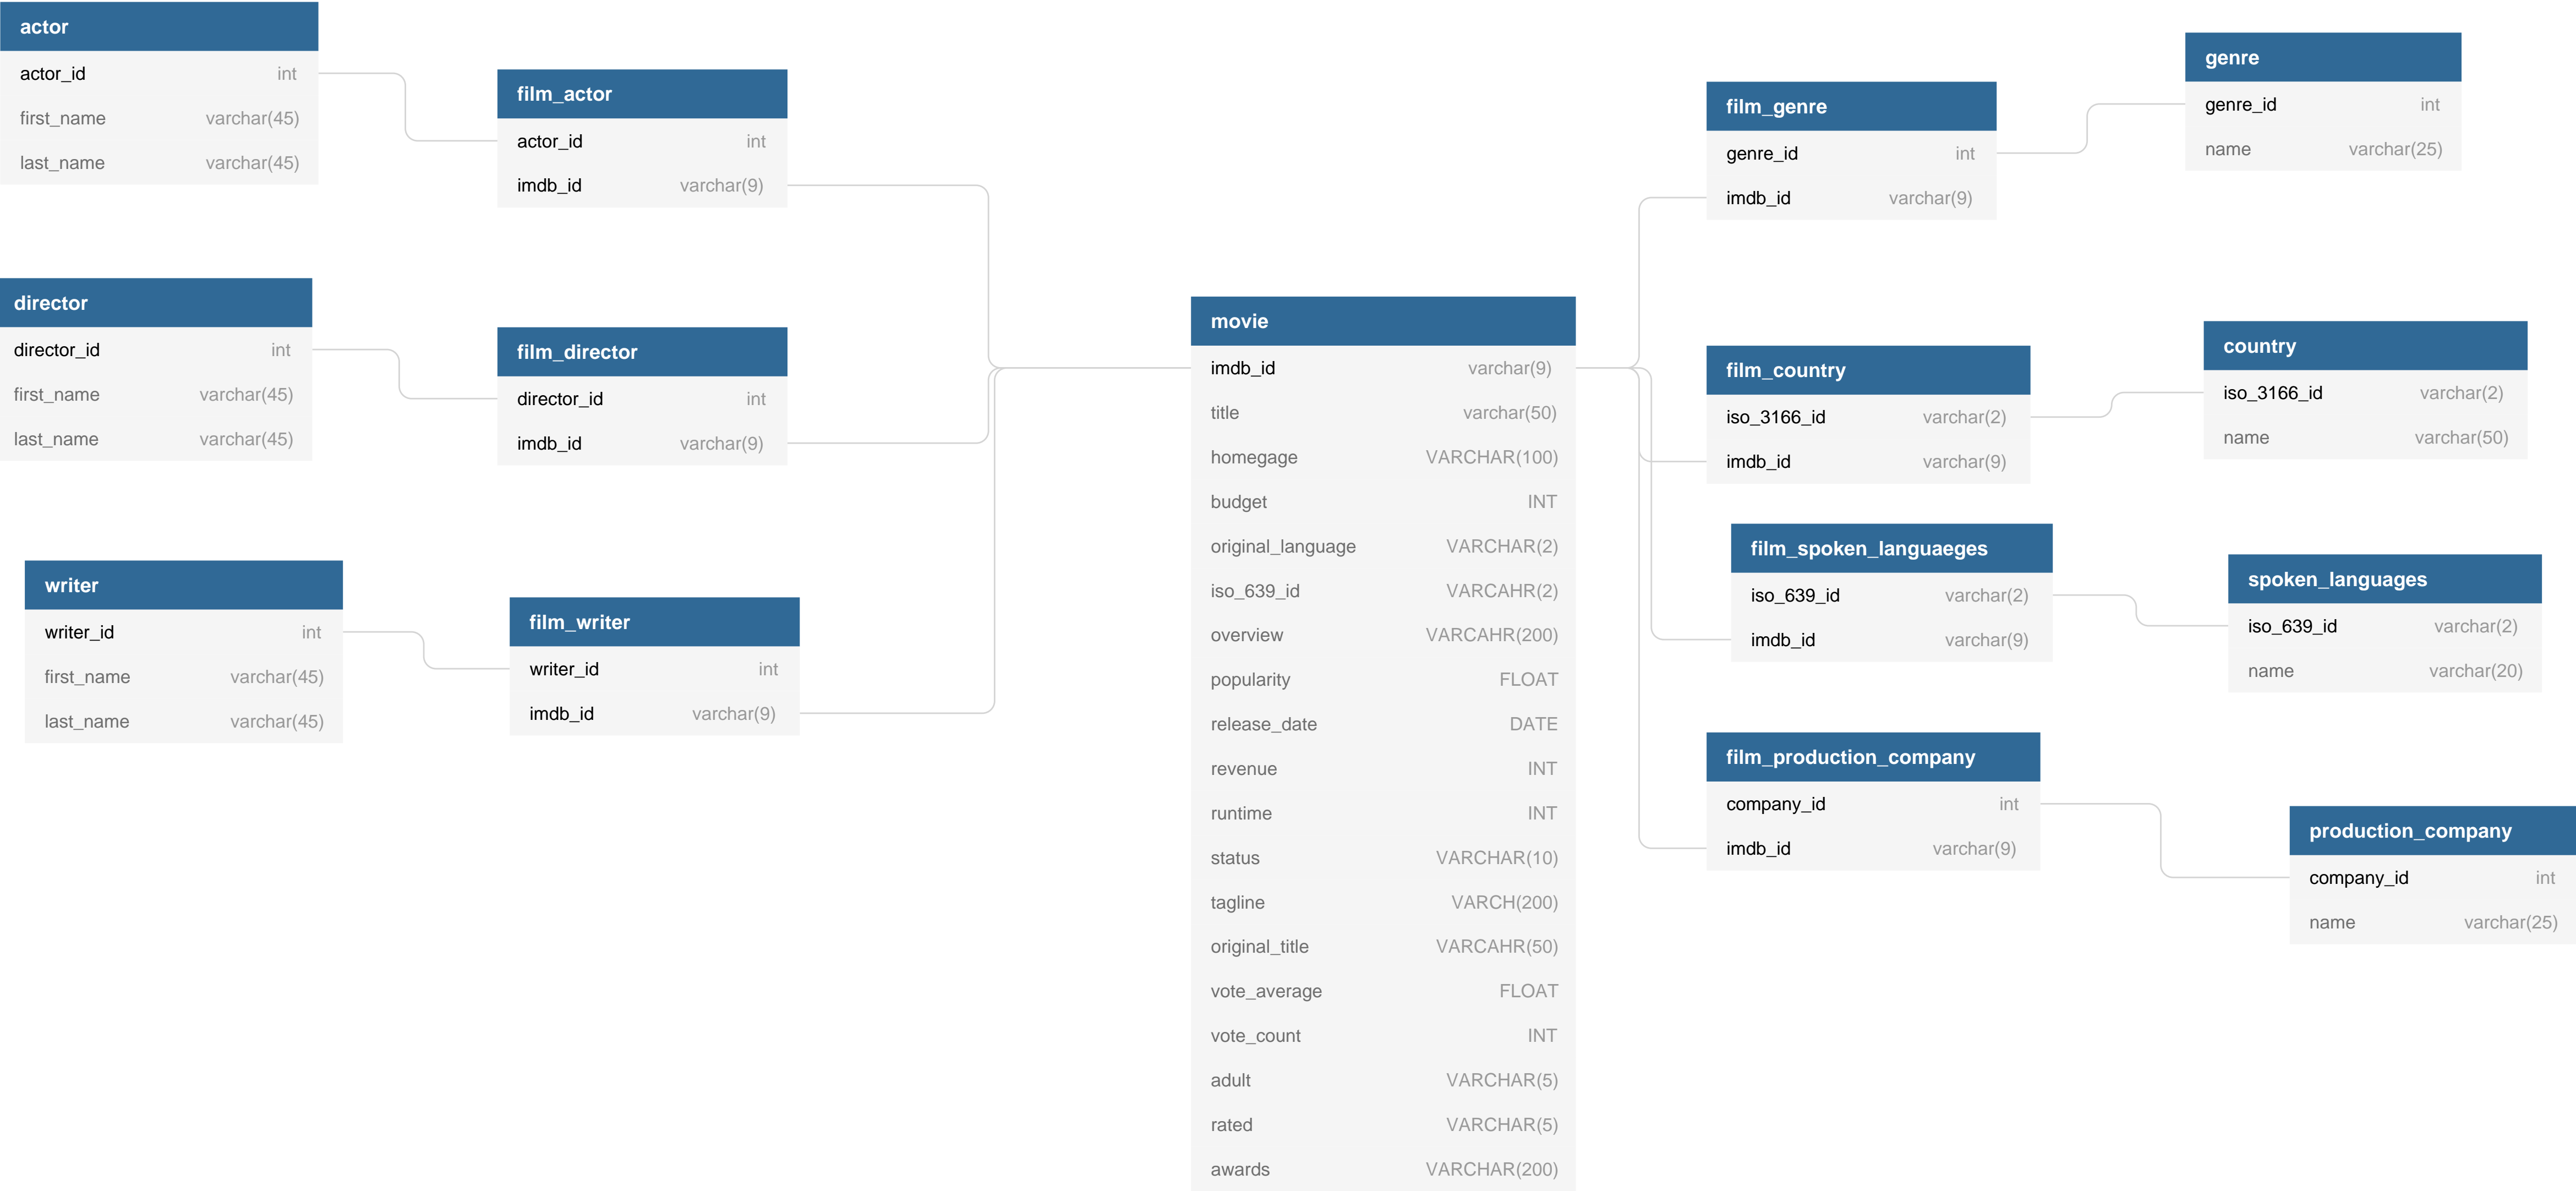 actor
actor_id int
first_name varchar(45)
last_name varchar(45)
film_actor
actor_id int
imdb_id varchar(9)
director
director_id int
first_name varchar(45)
last_name varchar(45)
film_director
director_id int
imdb_id varchar(9)
writer
writer_id int
first_name varchar(45)
last_name varchar(45)
film_writer
writer_id int
imdb_id varchar(9)
movie
imdb_id varchar(9)
title varchar(50)
homegage VARCHAR(100)
budget INT
original_language VARCHAR(2)
iso_639_id VARCAHR(2)
overview VARCAHR(200)
popularity FLOAT
release_date DATE
revenue INT
runtime INT
status VARCHAR(10)
tagline VARCH(200)
original_title VARCAHR(50)
vote_average FLOAT
vote_count INT
adult VARCHAR(5)
rated VARCHAR(5)
awards VARCHAR(200)
film_genre
genre_id int
imdb_id varchar(9)
genre
genre_id int
name varchar(25)
film_country
iso_3166_id varchar(2)
imdb_id varchar(9)
country
iso_3166_id varchar(2)
name varchar(50)
film_spoken_languaeges
iso_639_id varchar(2)
imdb_id varchar(9)
spoken_languages
iso_639_id varchar(2)
name varchar(20)
film_production_company
company_id int
imdb_id varchar(9)
production_company
company_id int
name varchar(25)